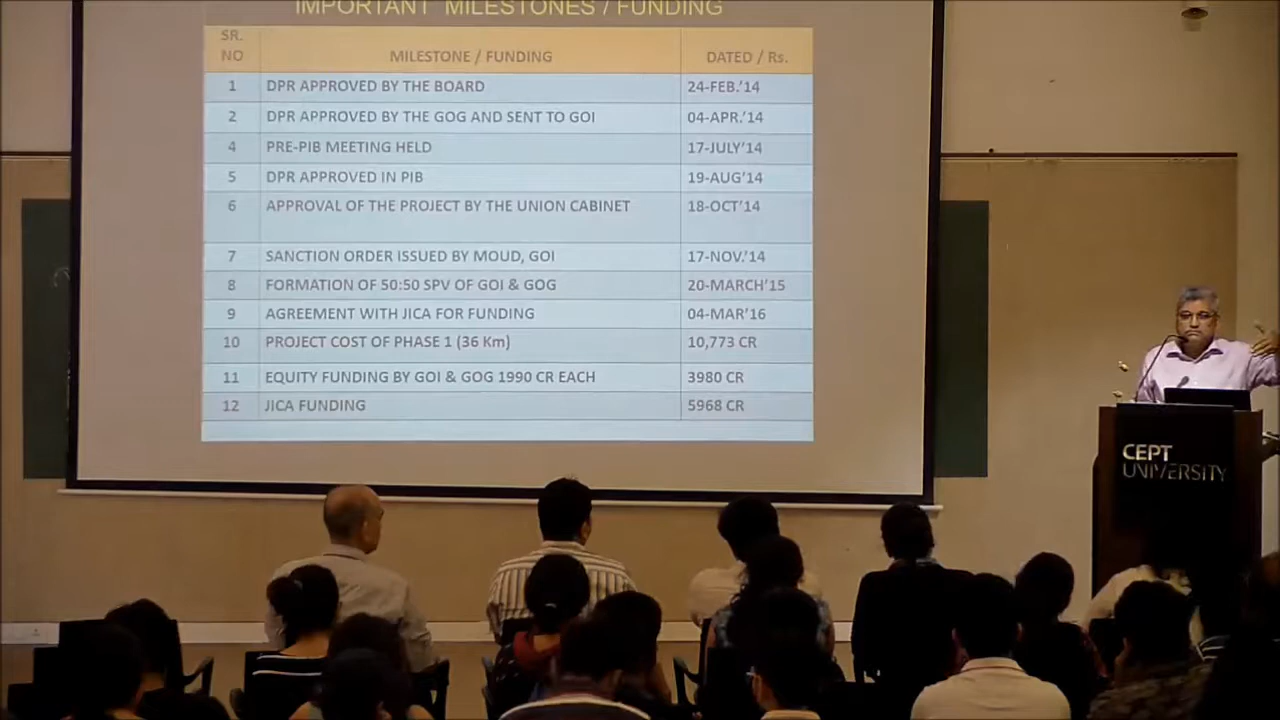 IMPORTANT MILESTONES / FUNDING
SR. NO MILESTONE / FUNDING DATED / Rs.
1 DPR APPROVED BY THE BOARD 24-FEB.'14
2 DPR APPROVED BY THE GOG AND SENT TO GOI 04-APR.'14
4 PRE-PIB MEETING HELD 17-JULY'14
5 DPR APPROVED IN PIB 19-AUG'14
6 APPROVAL OF THE PROJECT BY THE UNION CABINET 18-OCT'14
7 SANCTION ORDER ISSUED BY MOUD, GOI 17-NOV.'14
8 FORMATION OF 50:50 SPV OF GOI & GOG 20-MARCH'15
9 AGREEMENT WITH JICA FOR FUNDING 04-MAR'16
10 PROJECT COST OF PHASE 1 (36 Km) 10,773 CR
11 EQUITY FUNDING BY GOI & GOG 1990 CR EACH 3980 CR
12 JICA FUNDING 5968 CR
CEPT
UNIVERSITY